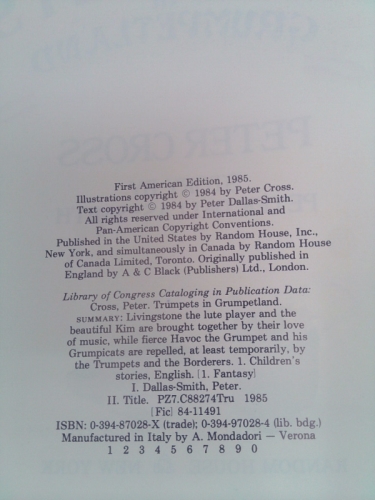 GRUMPETLAND
PETER CROSS
First American Edition, 1985.
Illustrations copyright © 1984 by Peter Cross.
Text copyright © 1984 by Peter Dallas-Smith.
All rights reserved under International and
Pan-American Copyright Conventions.
Published in the United States by Random House, Inc.,
New York, and simultaneously in Canada by Random House
of Canada Limited, Toronto. Originally published in
England by A & C Black (Publishers) Ltd., London.
Library of Congress Cataloging in Publication Data:
Cross, Peter. Trumpets in Grumpetland.
SUMMARY: Livingstone the lute player and the
beautiful Kim are brought together by their love
of music, while fierce Havoc the Grumpet and his
Grumpicats are repelled, at least temporarily, by
the Trumpets and the Borderers. 1. Children's
stories, English. [1. Fantasy]
I. Dallas-Smith, Peter.
II. Title. PZ7.C88274Tru 1985
[Fic] 84-11491
ISBN: 0-394-87028-X (trade); 0-394-97028-4 (lib. bdg.)
Manufactured in Italy by A. Mondadori — Verona
1 2 3 4 5 6 7 8 9 0